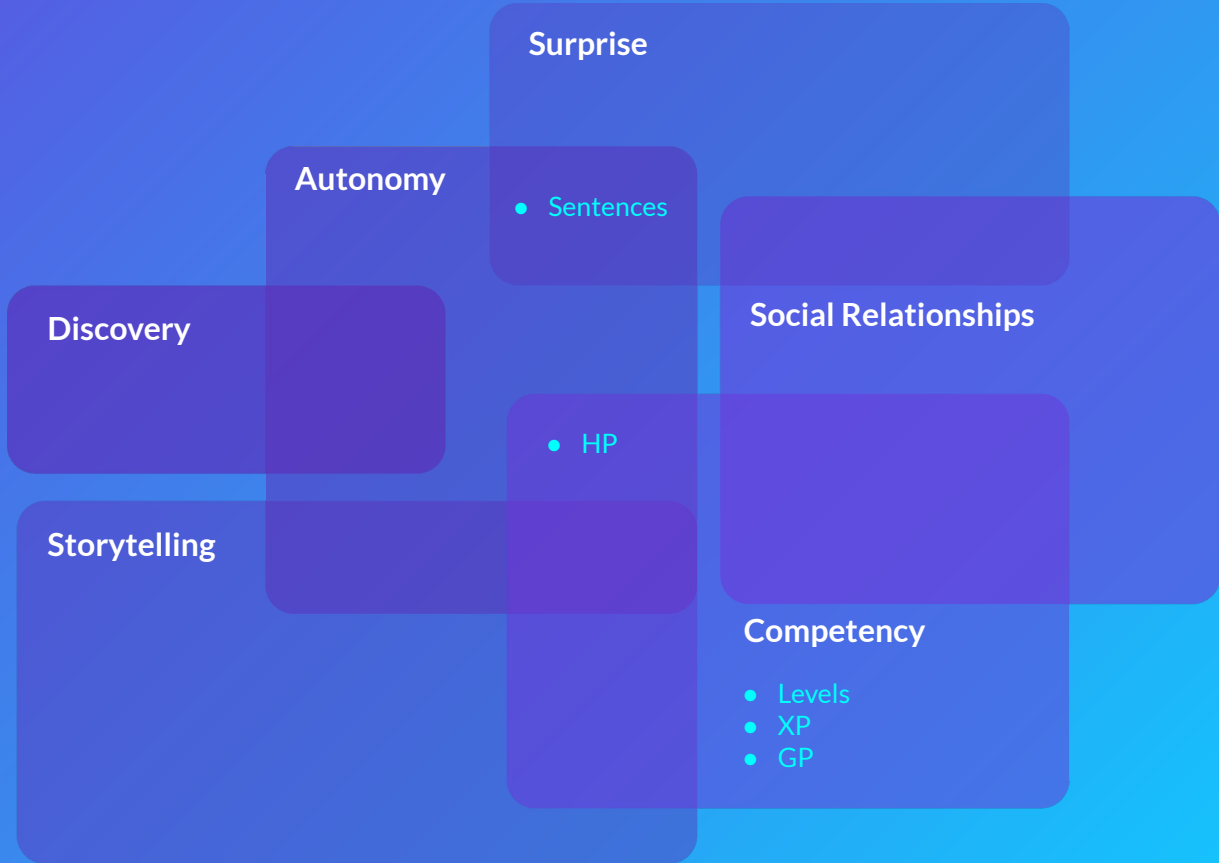 Surprise
Autonomy
● Sentences
Discovery
Social Relationships
● HP
Storytelling
Competency
● Levels
● XP
● GP